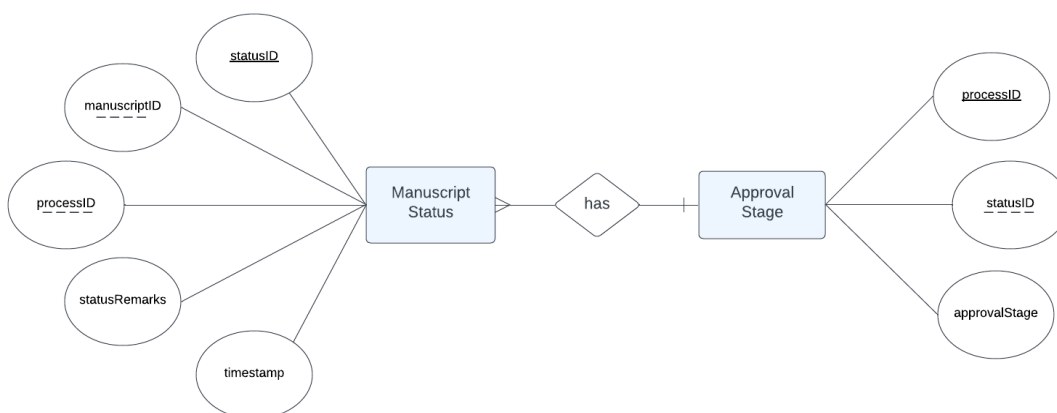 statusID
manuscriptID
processID
statusRemarks
timestamp
Manuscript
Status
has
Approval
Stage
processID
statusID
approvalStage